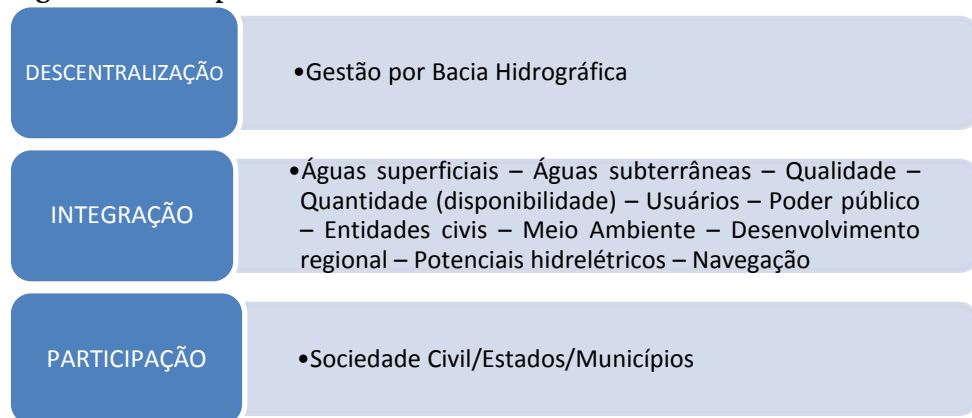 DESCENTRALIZAÇÃO
•Gestão por Bacia Hidrográfica
INTEGRAÇÃO
•Águas superficiais – Águas subterrâneas – Qualidade –
Quantidade (disponibilidade) – Usuários – Poder público
– Entidades civis – Meio Ambiente – Desenvolvimento
regional – Potenciais hidrelétricos – Navegação
PARTICIPAÇÃO
•Sociedade Civil/Estados/Municípios